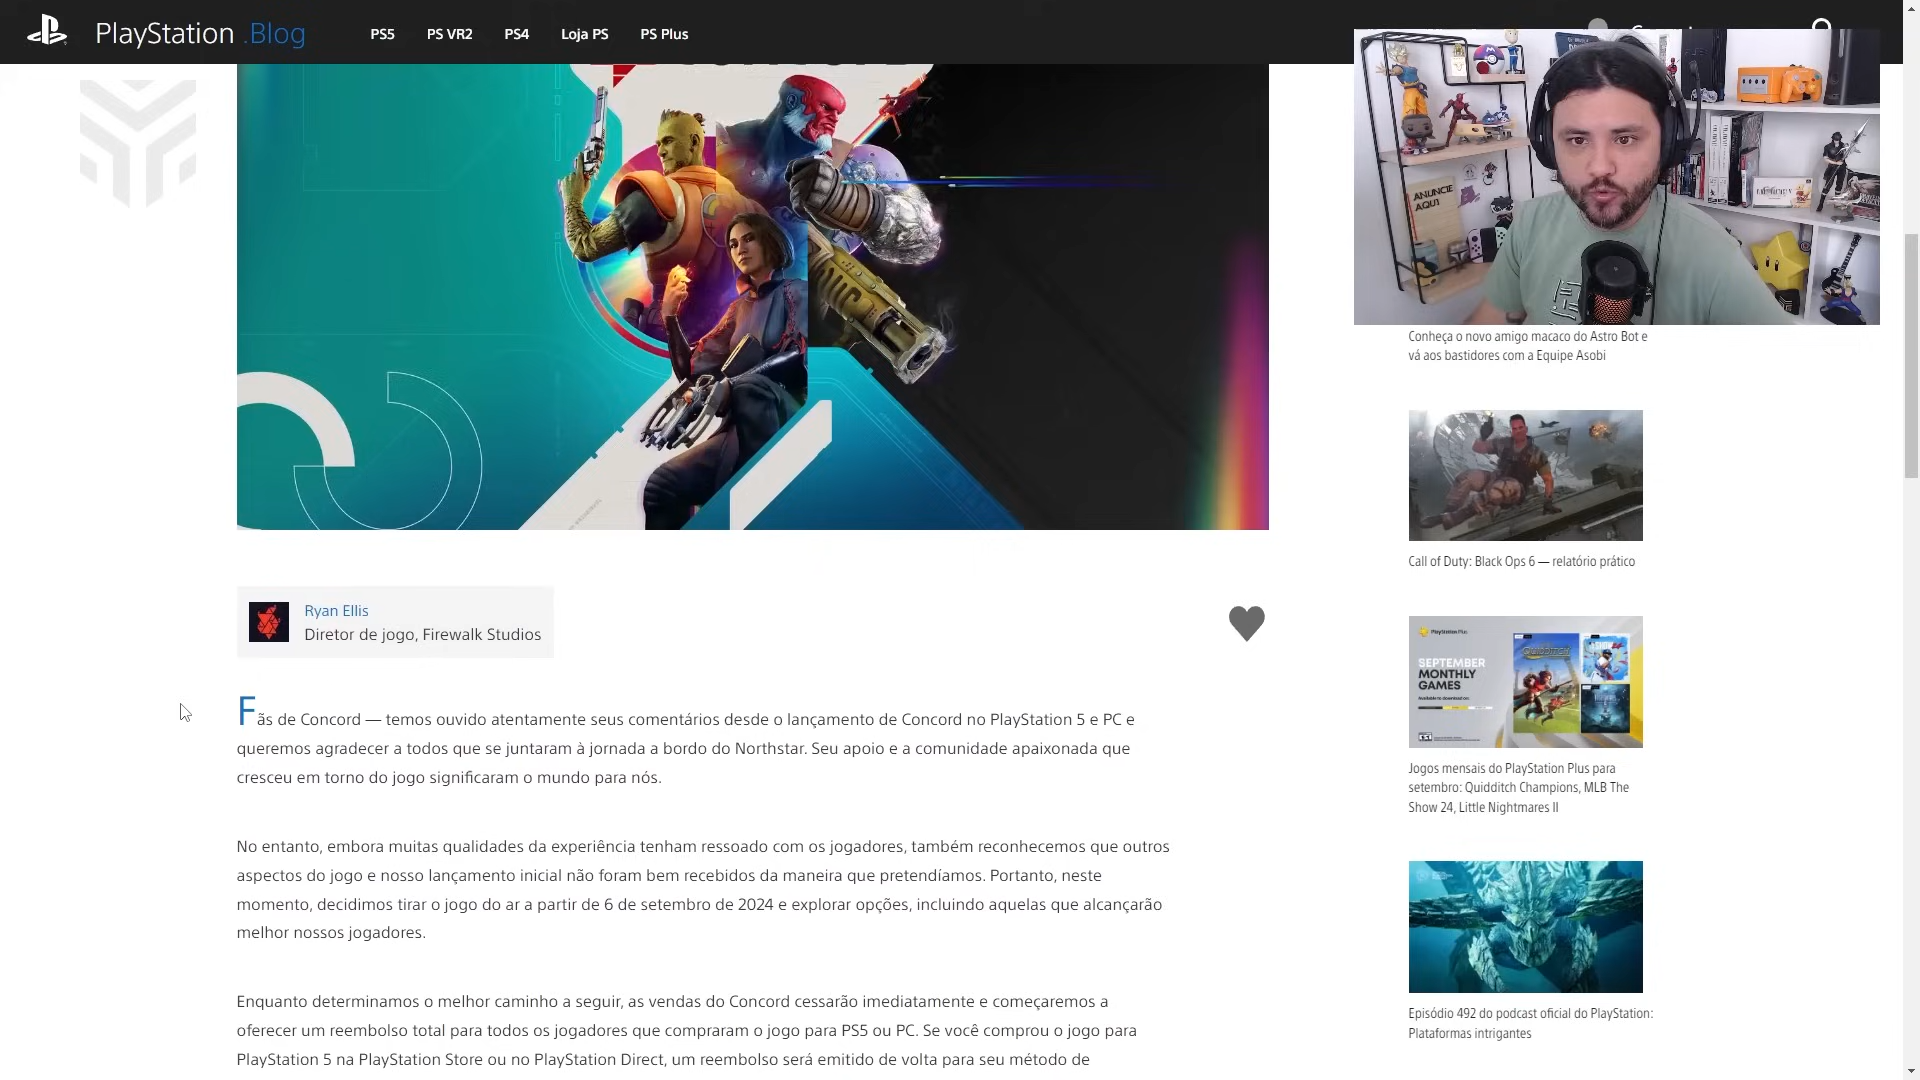 PlayStation .Blog
PS5
PS VR2
PS4
Loja PS
PS Plus
ANUNCIE
AQUI
Conheça o novo amigo macaco do Astro Bot e
vá aos bastidores com a Equipe Asobi
Call of Duty: Black Ops 6 — relatório prático
PlayStation Plus
SEPTEMBER
MONTHLY
GAMES
Jogos mensais do PlayStation Plus para
setembro: Quidditch Champions, MLB The
Show 24, Little Nightmares II
Episódio 492 do podcast oficial do PlayStation:
Plataformas intrigantes
Ryan Ellis
Diretor de jogo, Firewalk Studios
Fãs de Concord — temos ouvido atentamente seus comentários desde o lançamento de Concord no PlayStation 5 e PC e
queremos agradecer a todos que se juntaram à jornada a bordo do Northstar. Seu apoio e a comunidade apaixonada que
cresceu em torno do jogo significaram o mundo para nós.
No entanto, embora muitas qualidades da experiência tenham ressoado com os jogadores, também reconhecemos que outros
aspectos do jogo e nosso lançamento inicial não foram bem recebidos da maneira que pretendíamos. Portanto, neste
momento, decidimos tirar o jogo do ar a partir de 6 de setembro de 2024 e explorar opções, incluindo aquelas que alcançarão
melhor nossos jogadores.
Enquanto determinamos o melhor caminho a seguir, as vendas do Concord cessarão imediatamente e começaremos a
oferecer um reembolso total para todos os jogadores que compraram o jogo para PS5 ou PC. Se você comprou o jogo para
PlayStation 5 na PlayStation Store ou no PlayStation Direct, um reembolso será emitido de volta para seu método de